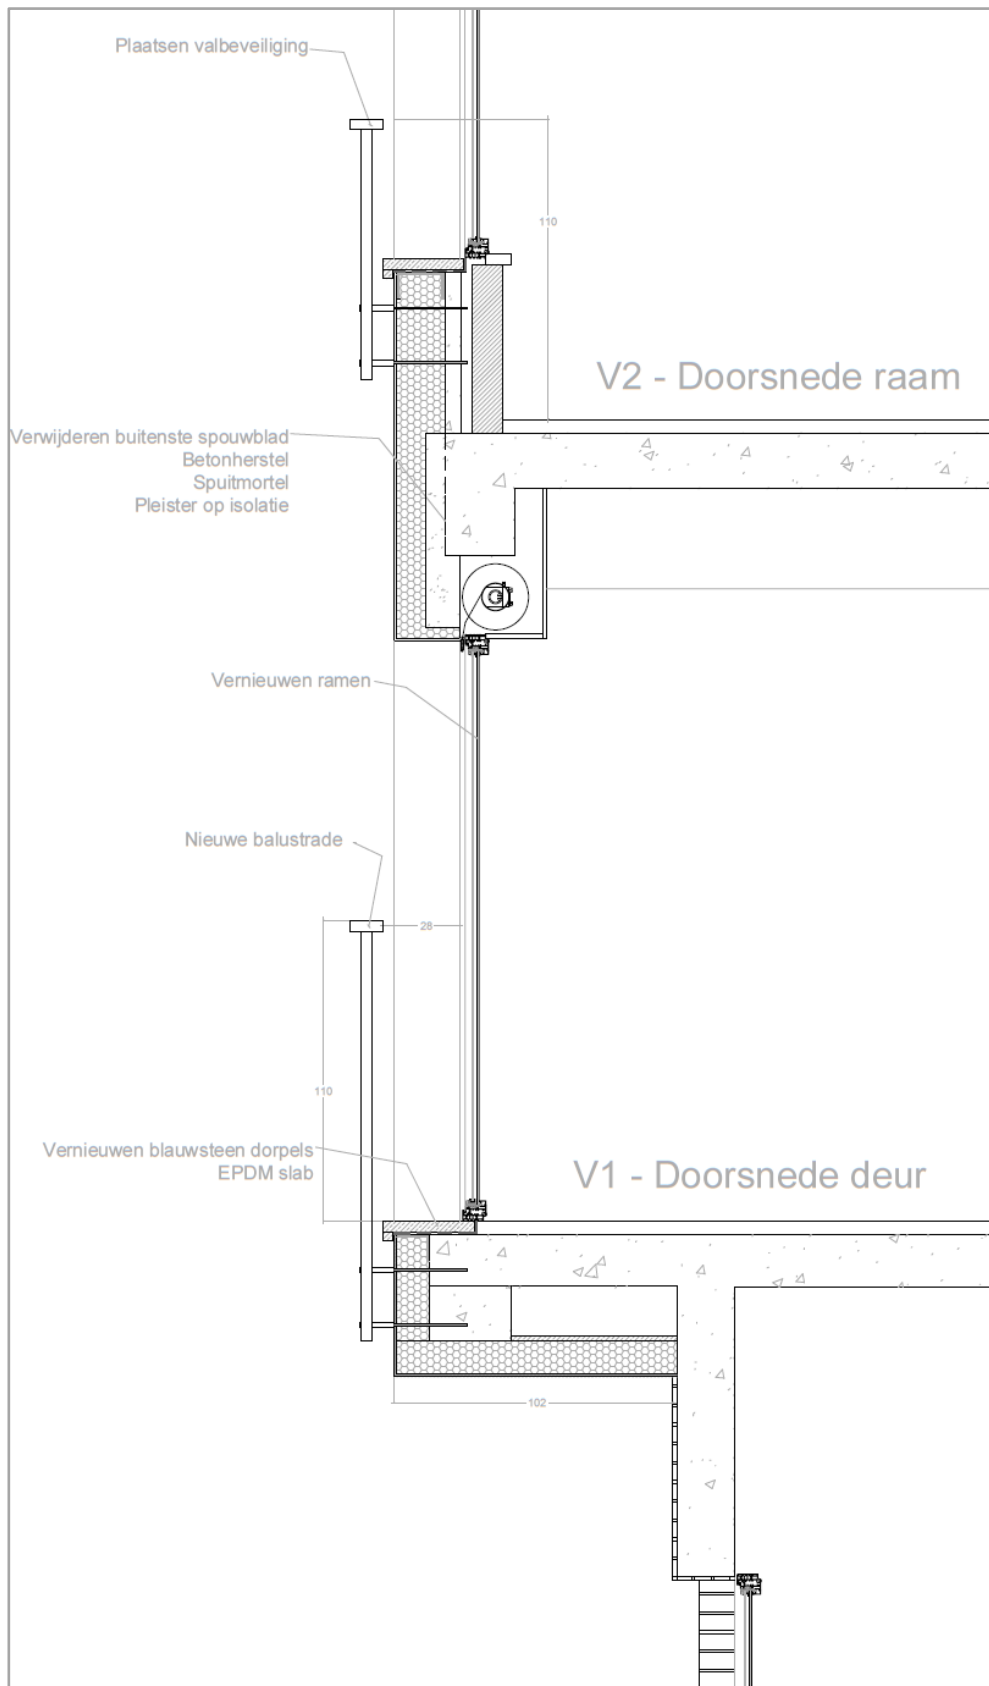 Plaatsen valbeveiliging
110
V2 - Doorsnede raam
Verwijderen buitenste spouwblad
Betonherstel
Spuitmortel
Pleister op isolatie
Vernieuwen ramen
Nieuwe balustrade
28
110
Vernieuwen blauwsteen dorpels
EPDM slab
V1 - Doorsnede deur
102